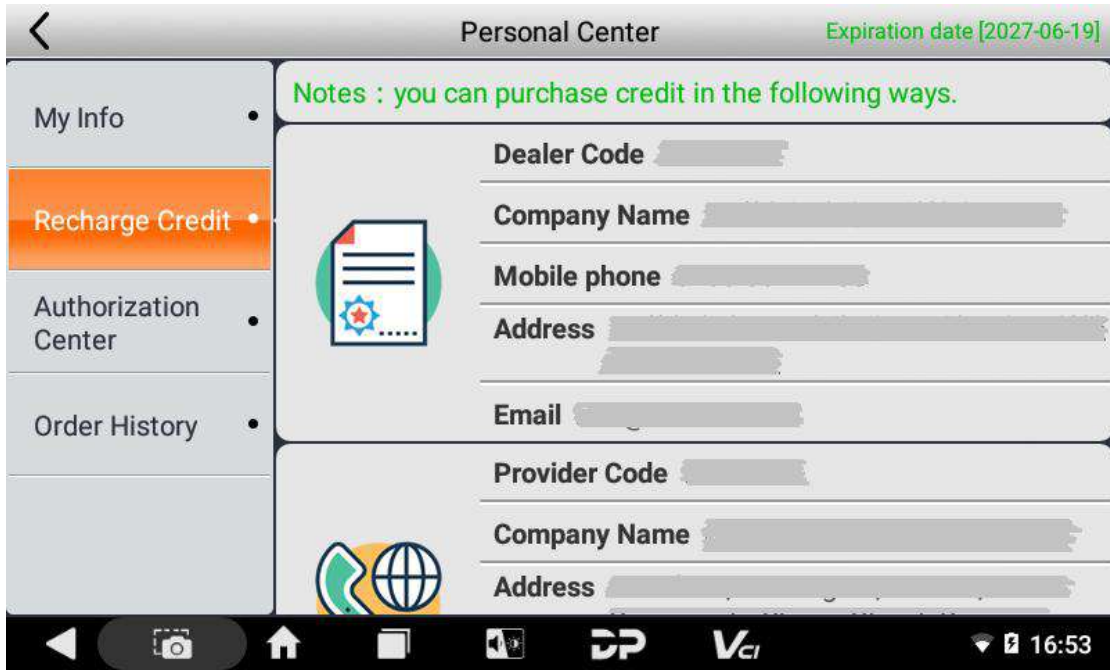 Personal Center
Expiration date [2027-06-19]
My Info
Recharge Credit
Authorization
Center
Order History
Notes : you can purchase credit in the following ways.
Dealer Code
Company Name
Mobile phone
Address
Email
Provider Code
Company Name
Address
DP
VCI
16:53